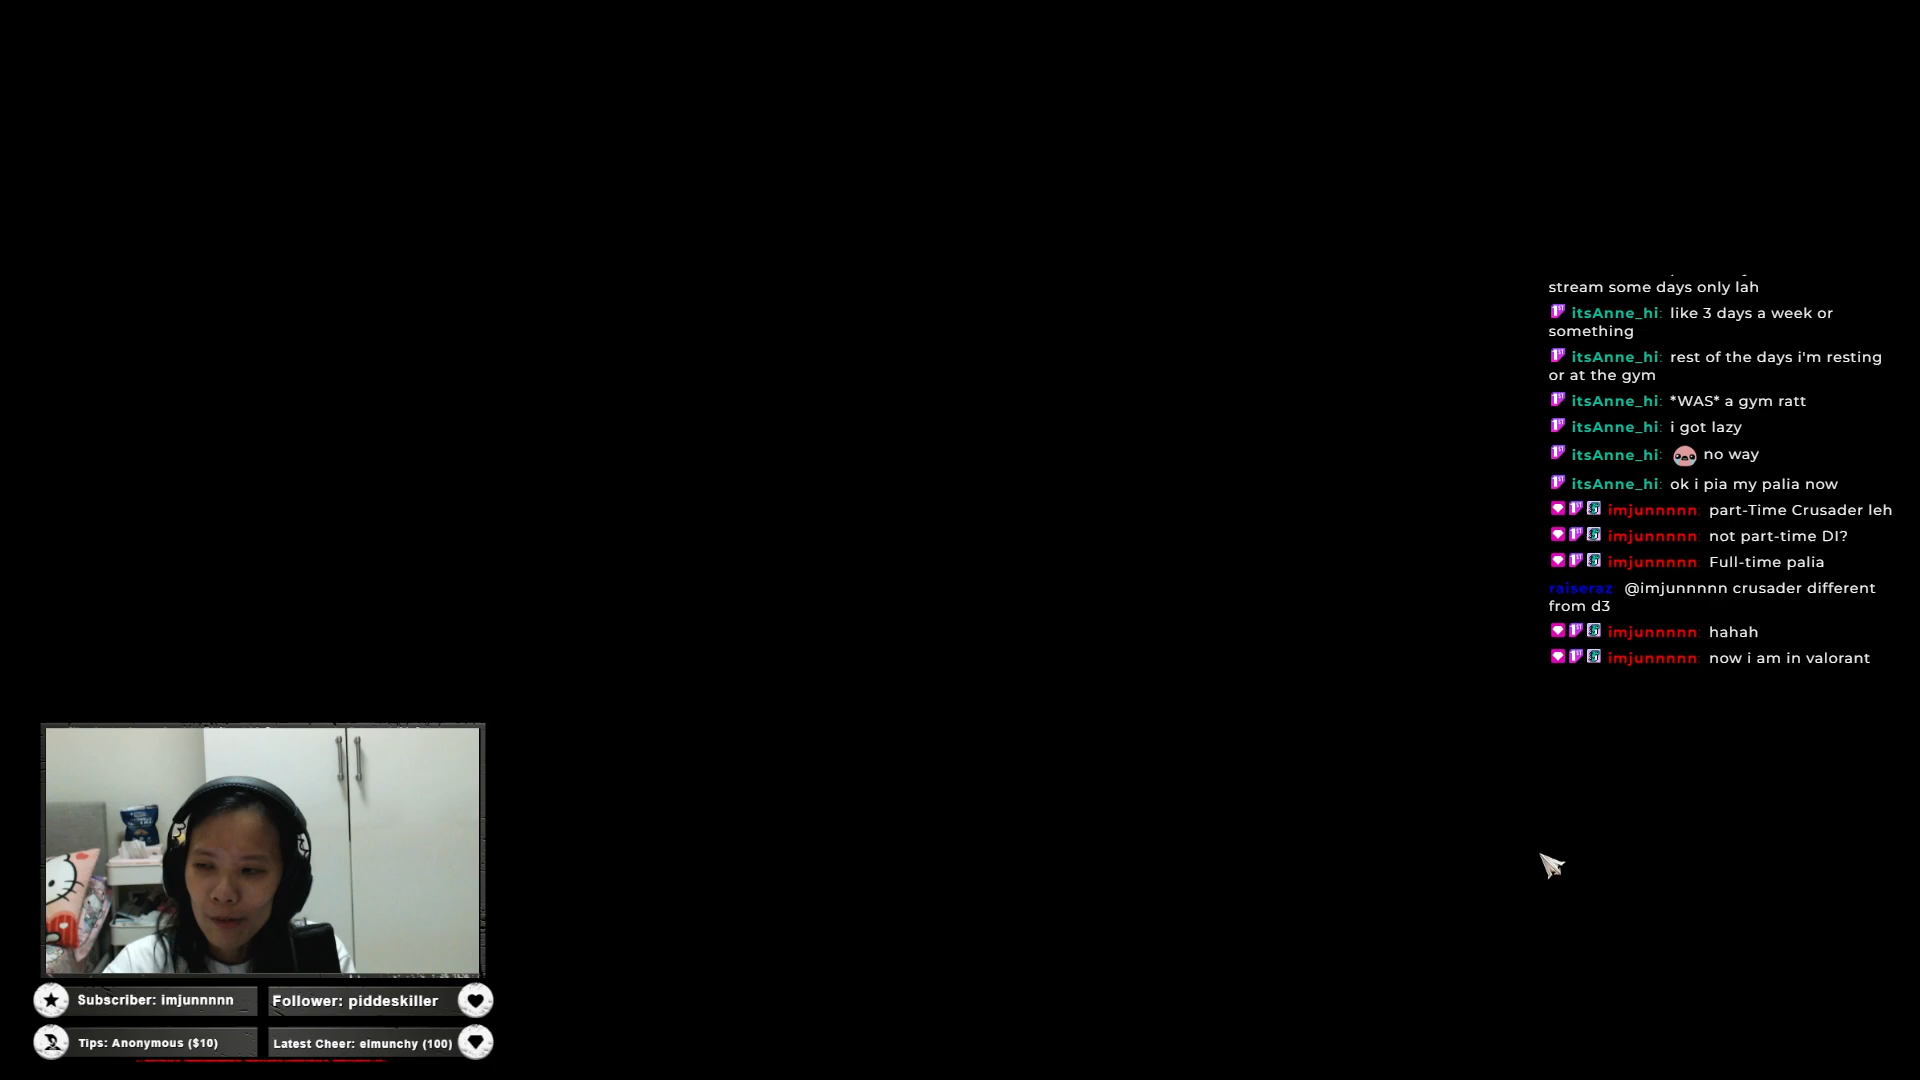 stream some days only lah
itsAnne_hi: like 3 days a week or
something
itsAnne_hi: rest of the days i'm resting
or at the gym
itsAnne_hi: *WAS* a gym ratt
itsAnne_hi: i got lazy
itsAnne_hi: no way
itsAnne_hi: ok i pia my palia now
imjunnnnn: part-Time Crusader leh
imjunnnnn: not part-time DI?
imjunnnnn: Full-time palia
raiseraz: @imjunnnnn crusader different
from d3
imjunnnnn: hahah
imjunnnnn: now i am in valorant
Subscriber: imjunnnnn
Follower: piddeskiller
Tips: Anonymous ($10)
Latest Cheer: elmunchy (100)